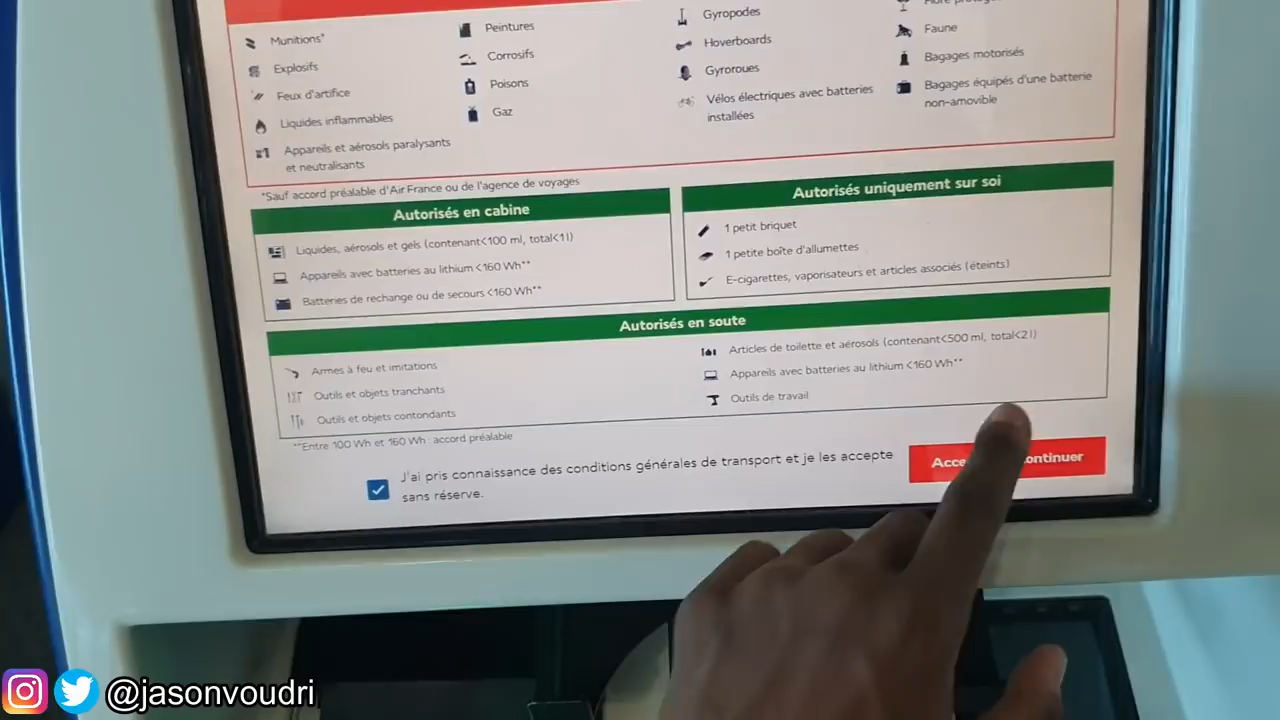 Munitions*
Explosifs
Feux d'artifice
Liquides inflammables
Appareils et aérosols paralysants
et neutralisants
Peintures
Corrosifs
Poisons
Gaz
Gyropodes
Hoverboards
Gyroroues
Vélos électriques avec batteries
installées
Faune
Bagages motorisés
Bagages équipés d'une batterie
non-amovible
*Sauf accord préalable d'Air France ou de l'agence de voyages
Autorisés en cabine
Liquides, aérosols et gels (contenant<100 ml, total<1 l)
Appareils avec batteries au lithium <160 Wh**
Batteries de rechange ou de secours <160 Wh**
Autorisés uniquement sur soi
1 petit briquet
1 petite boîte d'allumettes
E-cigarettes, vaporisateurs et articles associés (éteints)
Autorisés en soute
Armes à feu et imitations
Outils et objets tranchants
Outils et objets contondants
Articles de toilette et aérosols (contenant<500 ml, total<2 l)
Appareils avec batteries au lithium <160 Wh**
Outils de travail
**Entre 100 Wh et 160 Wh : accord préalable
J'ai pris connaissance des conditions générales de transport et je les accepte
sans réserve.
@jasonvoudri